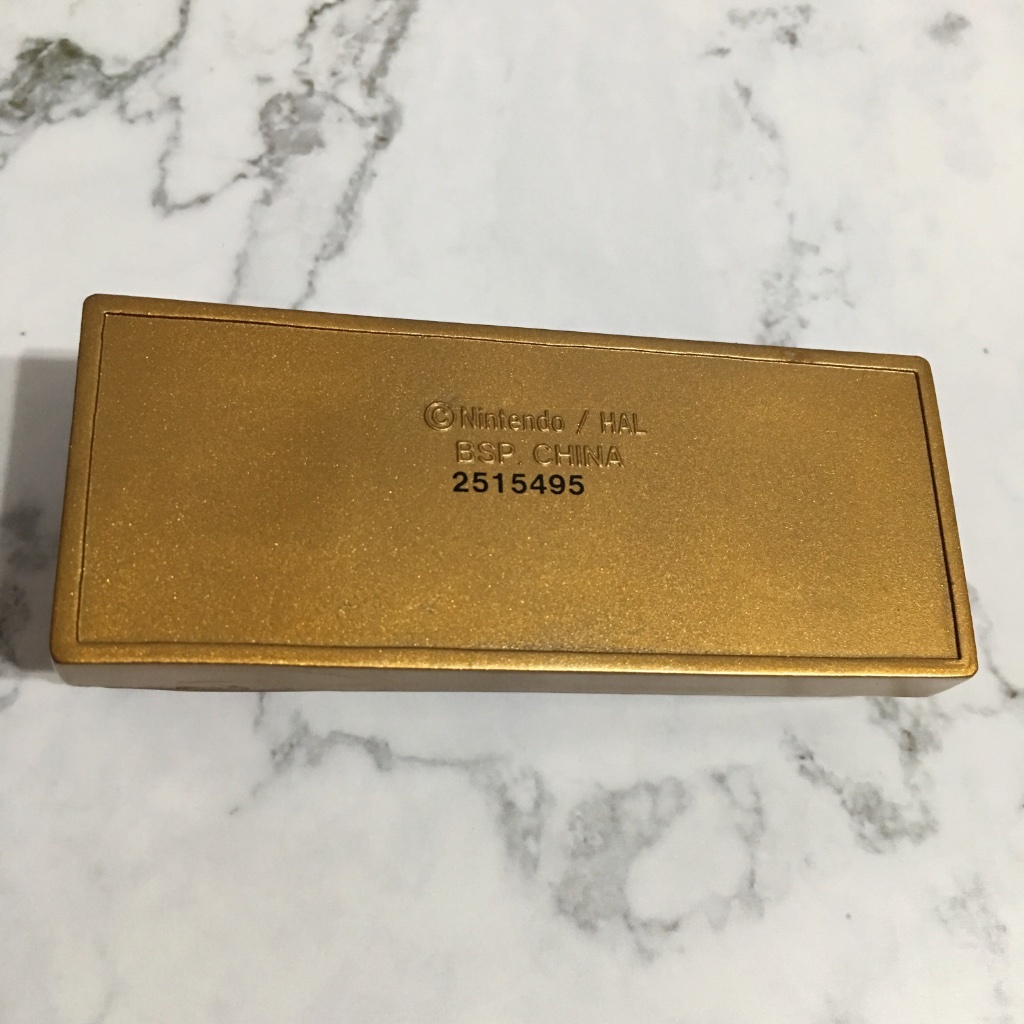 ©Nintendo / HAL
BSP. CHINA
2515495